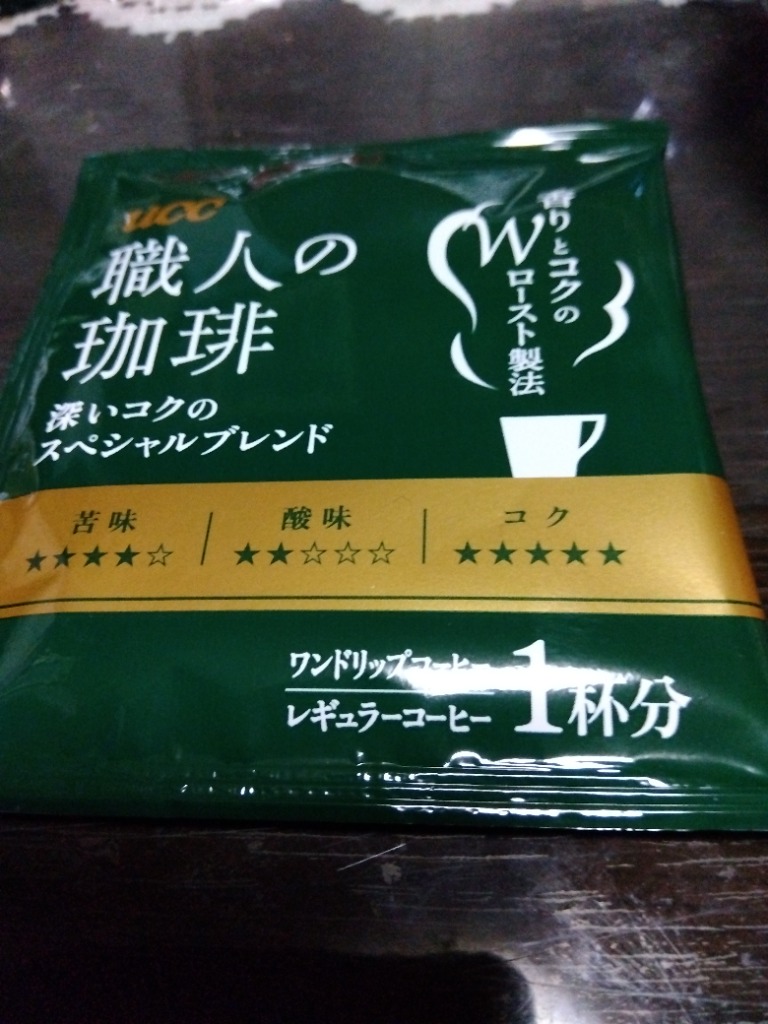 UCC
職人の
珈琲
深いコクの
スペシャルブレンド
香りとコクの
W
ロースト製法
苦味
酸味
コク
★★★★☆
★★☆☆☆
★★★★★
ワンドリップコーヒー
レギュラーコーヒー
1杯分